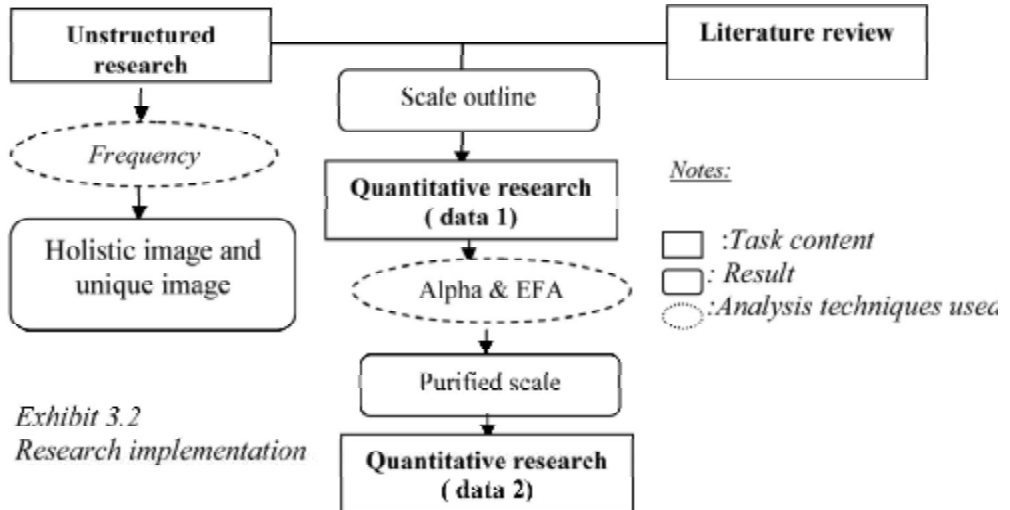 Unstructured
research
Literature review
Scale outline
Frequency
Quantitative research
( data 1)
Holistic image and
unique image
Alpha & EFA
Purified scale
Quantitative research
( data 2)
Notes:
:Task content
: Result
:Analysis techniques used
Exhibit 3.2
Research implementation